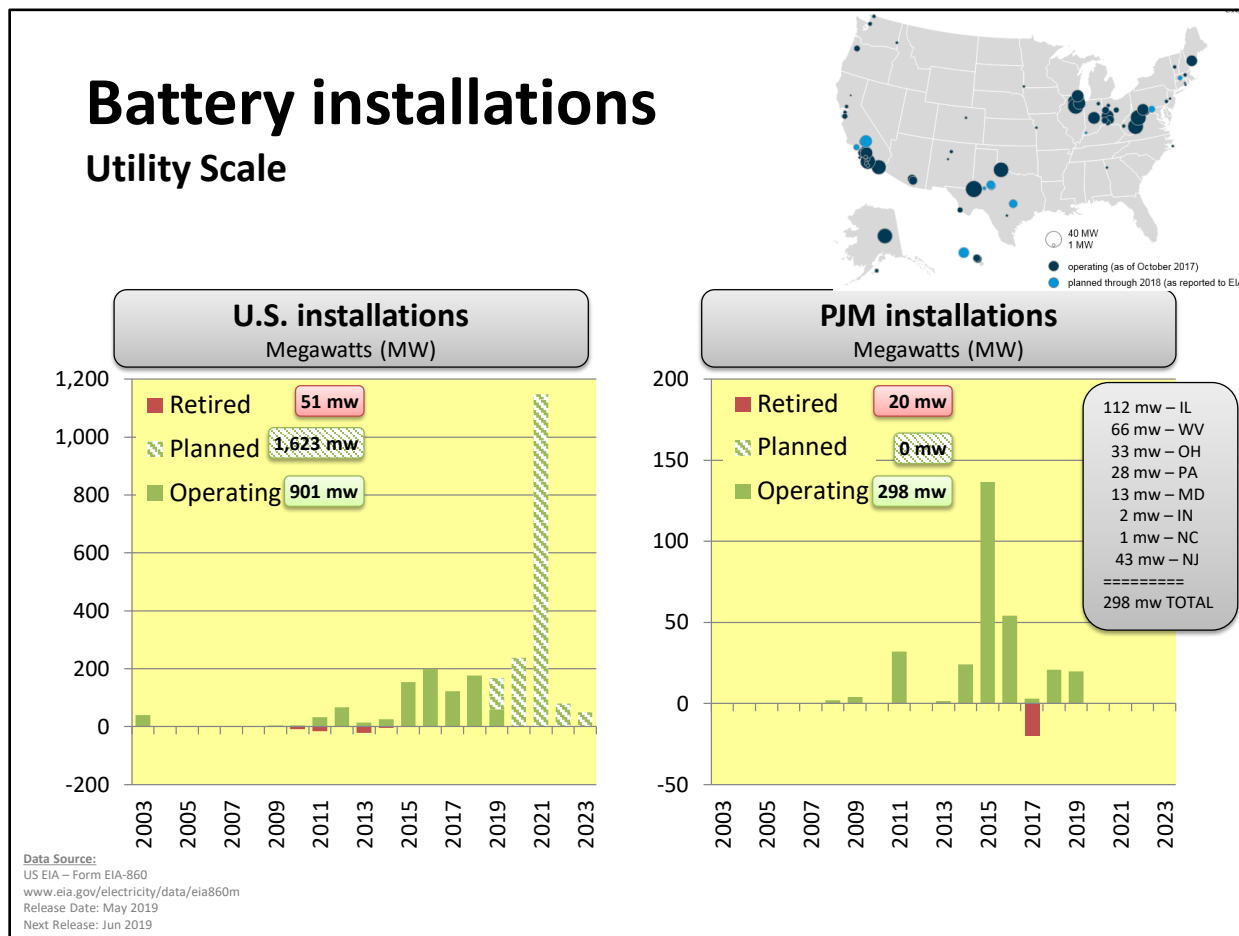 Battery installations
Utility Scale
40 MW
1 MW
operating (as of October 2017)
planned through 2018 (as reported to EIA
U.S. installations
Megawatts (MW)
1,200
1,000
800
600
400
200
0
-200
Retired 51 mw
Planned 1,623 mw
Operating 901 mw
2003
2005
2007
2009
2011
2013
2015
2017
2019
2021
2023
PJM installations
Megawatts (MW)
200
150
100
50
0
-50
Retired 20 mw
Planned 0 mw
Operating 298 mw
2003
2005
2007
2009
2011
2013
2015
2017
2019
2021
2023
112 mw – IL
66 mw – WV
33 mw – OH
28 mw – PA
13 mw – MD
2 mw – IN
1 mw – NC
43 mw – NJ
=========
298 mw TOTAL
Data Source:
US EIA – Form EIA-860
www.eia.gov/electricity/data/eia860m
Release Date: May 2019
Next Release: Jun 2019